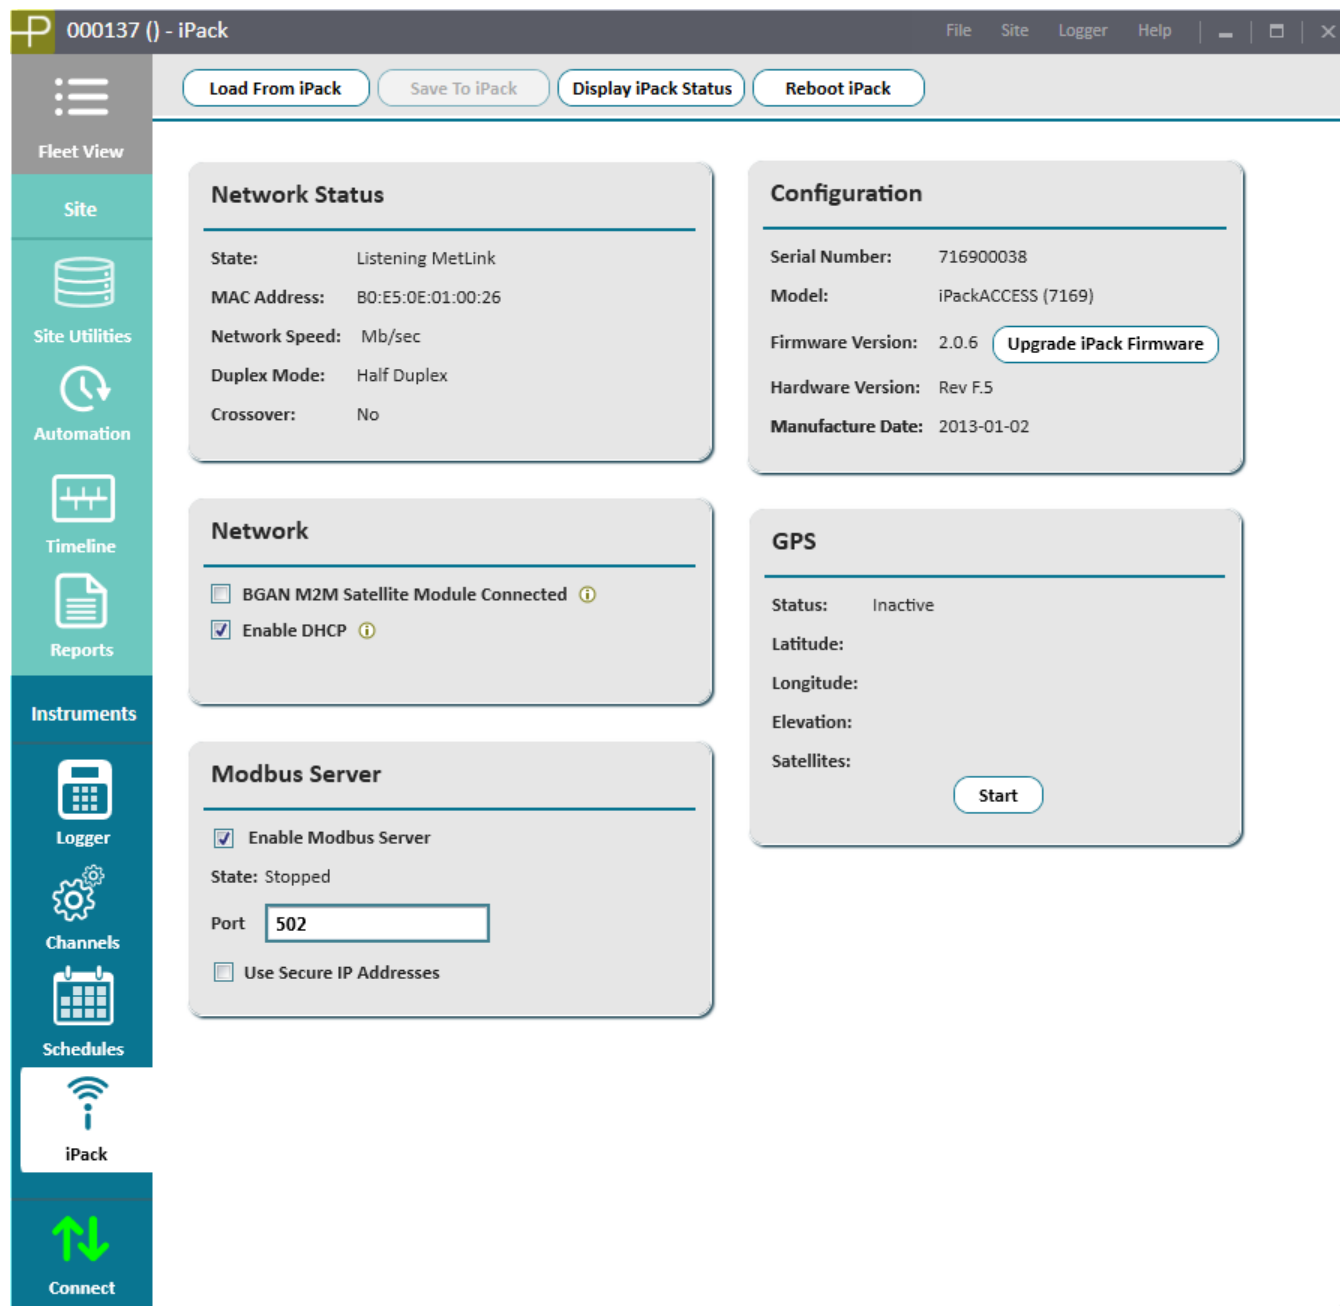 000137 () - iPack
File Site Logger Help
Load From iPack Save To iPack Display iPack Status Reboot iPack
Fleet View
Site
Site Utilities
Automation
Timeline
Reports
Instruments
Logger
Channels
Schedules
iPack
Connect
Network Status
State: Listening MetLink
MAC Address: B0:E5:0E:01:00:26
Network Speed: Mb/sec
Duplex Mode: Half Duplex
Crossover: No
Network
BGAN M2M Satellite Module Connected
Enable DHCP
Modbus Server
Enable Modbus Server
State: Stopped
Port 502
Use Secure IP Addresses
Configuration
Serial Number: 716900038
Model: iPackACCESS (7169)
Firmware Version: 2.0.6 Upgrade iPack Firmware
Hardware Version: Rev F.5
Manufacture Date: 2013-01-02
GPS
Status: Inactive
Latitude:
Longitude:
Elevation:
Satellites:
Start